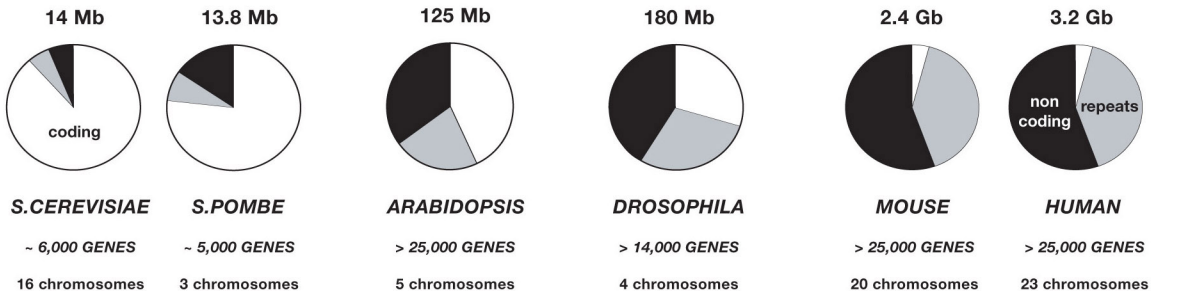 14 Mb
13.8 Mb
125 Mb
180 Mb
2.4 Gb
3.2 Gb
coding
non
coding
repeats
S.CEREVISIAE
S.POMBE
ARABIDOPSIS
DROSOPHILA
MOUSE
HUMAN
~ 6,000 GENES
~ 5,000 GENES
> 25,000 GENES
> 14,000 GENES
> 25,000 GENES
> 25,000 GENES
16 chromosomes
3 chromosomes
5 chromosomes
4 chromosomes
20 chromosomes
23 chromosomes